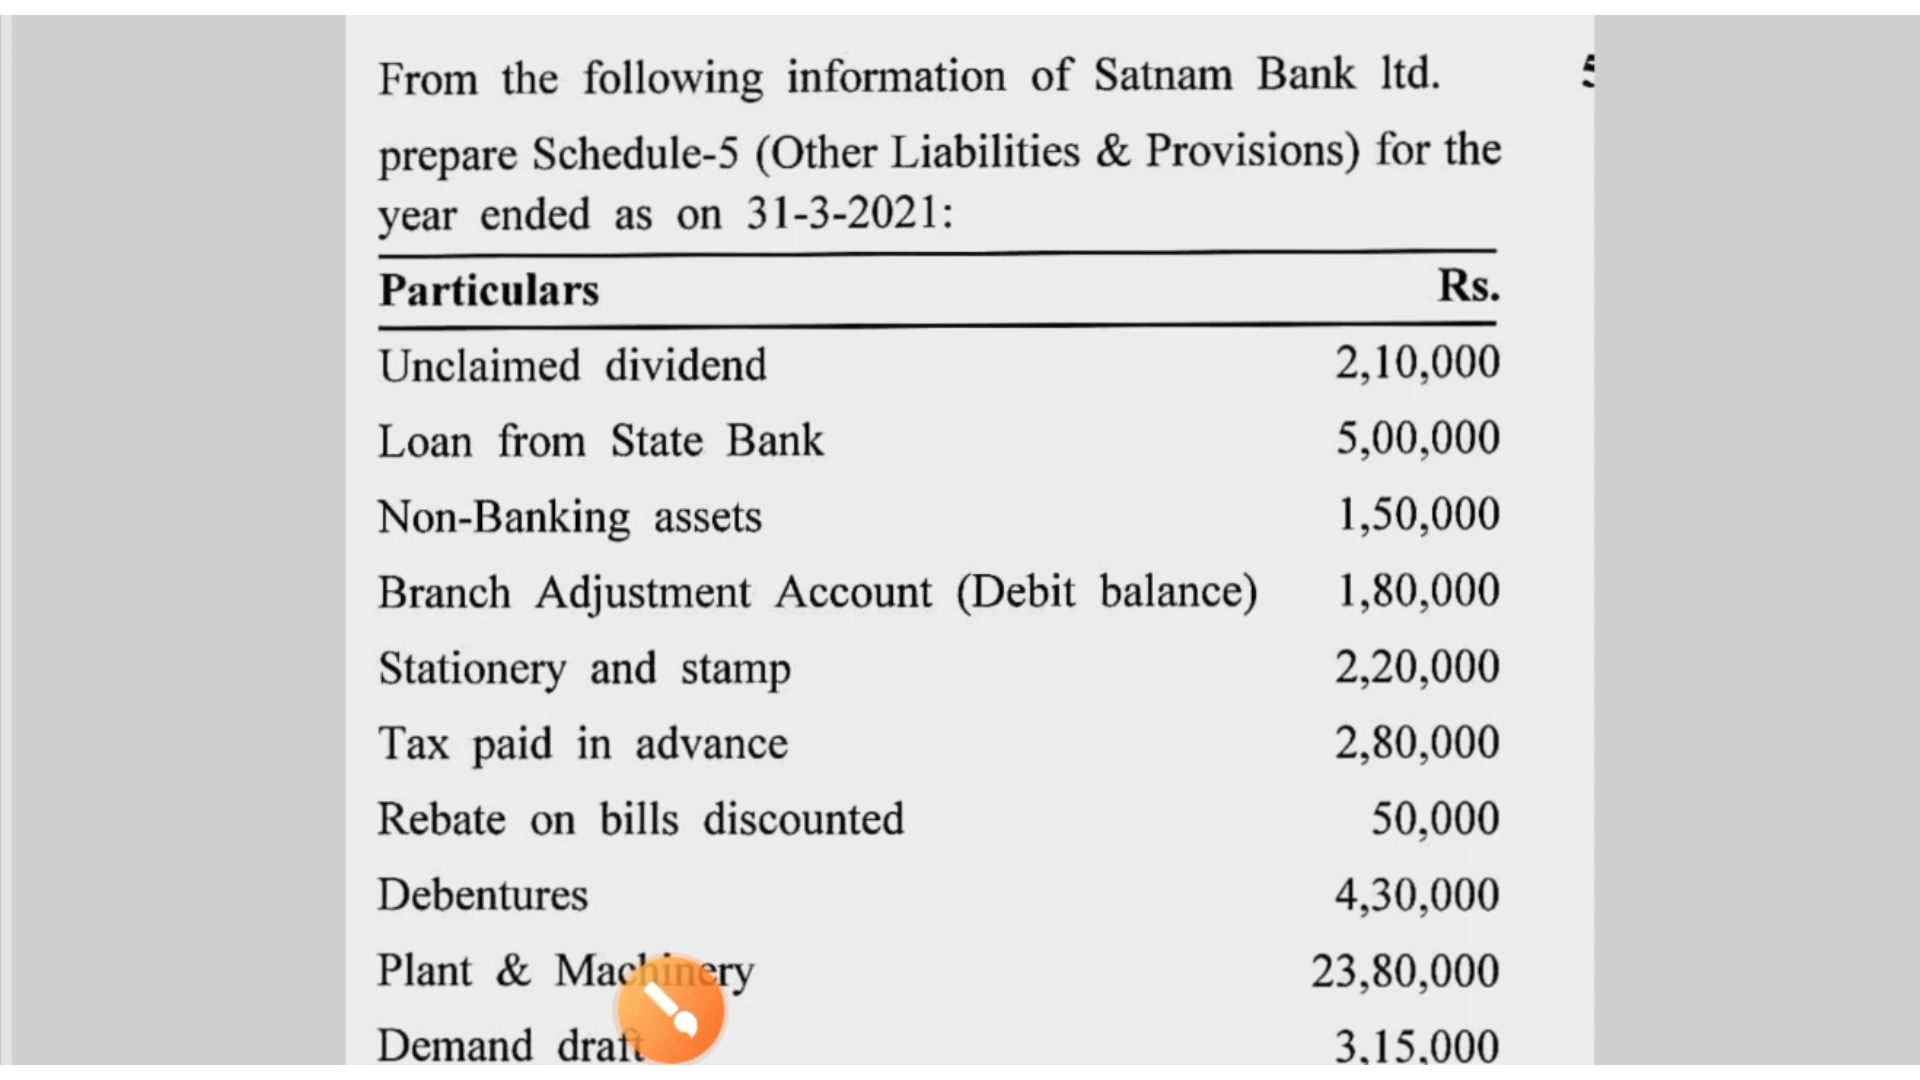 From the following information of Satnam Bank ltd. 5
prepare Schedule-5 (Other Liabilities & Provisions) for the
year ended as on 31-3-2021:
Particulars Rs.
Unclaimed dividend 2,10,000
Loan from State Bank 5,00,000
Non-Banking assets 1,50,000
Branch Adjustment Account (Debit balance) 1,80,000
Stationery and stamp 2,20,000
Tax paid in advance 2,80,000
Rebate on bills discounted 50,000
Debentures 4,30,000
Plant & Machinery 23,80,000
Demand draft 3,15,000